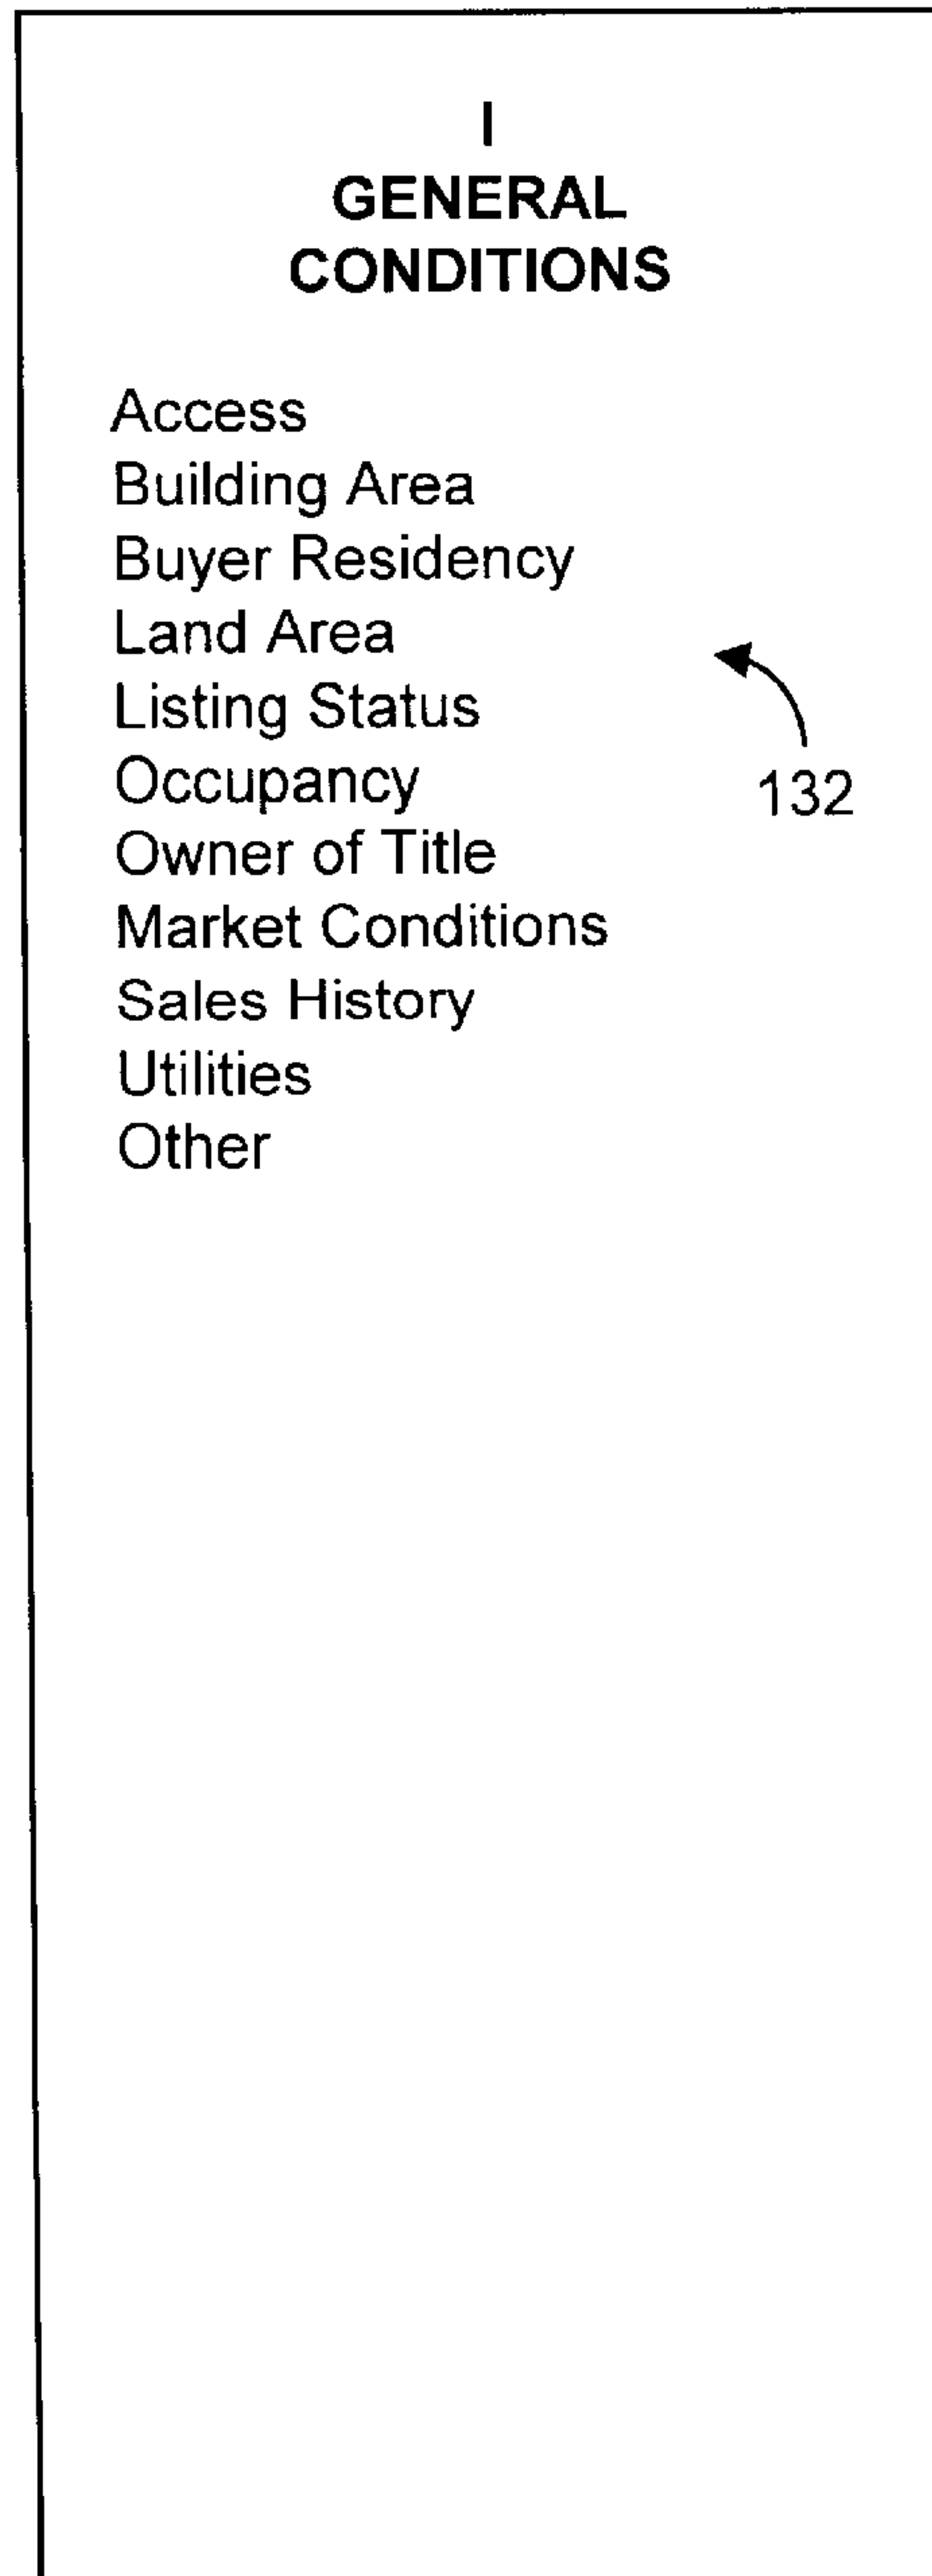 I
GENERAL
CONDITIONS
Access
Building Area
Buyer Residency
Land Area
Listing Status
Occupancy
132
Owner of Title
Market Conditions
Sales History
Utilities
Other